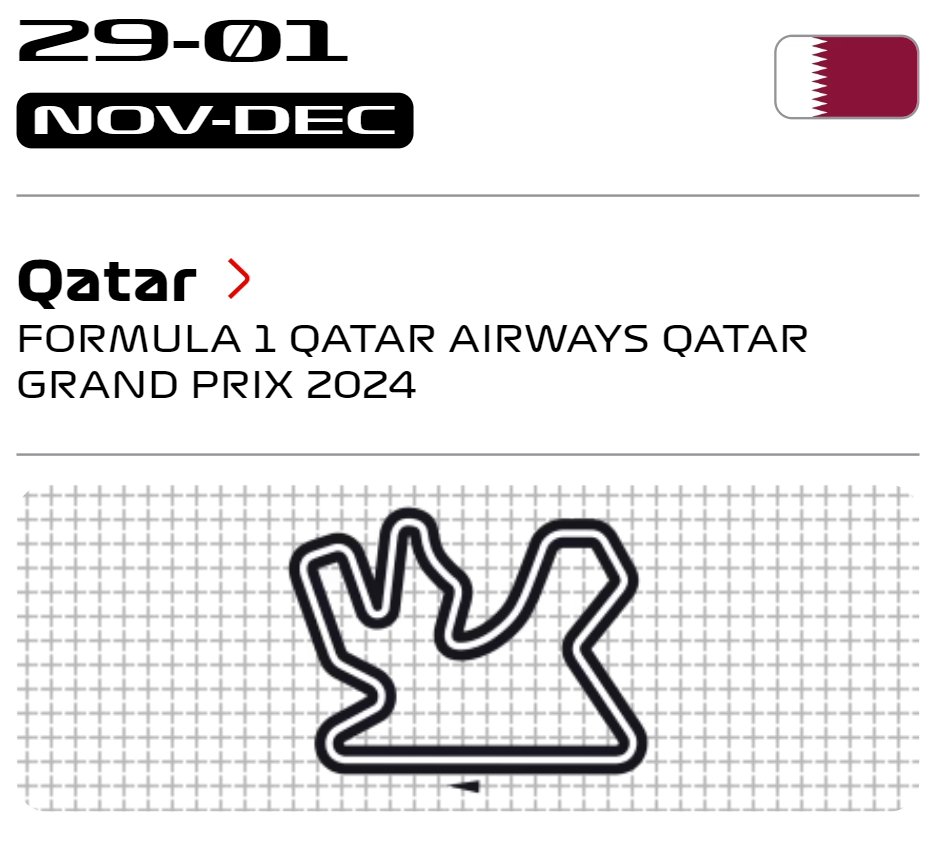 29-01
NOV-DEC
Qatar
FORMULA 1 QATAR AIRWAYS QATAR
GRAND PRIX 2024